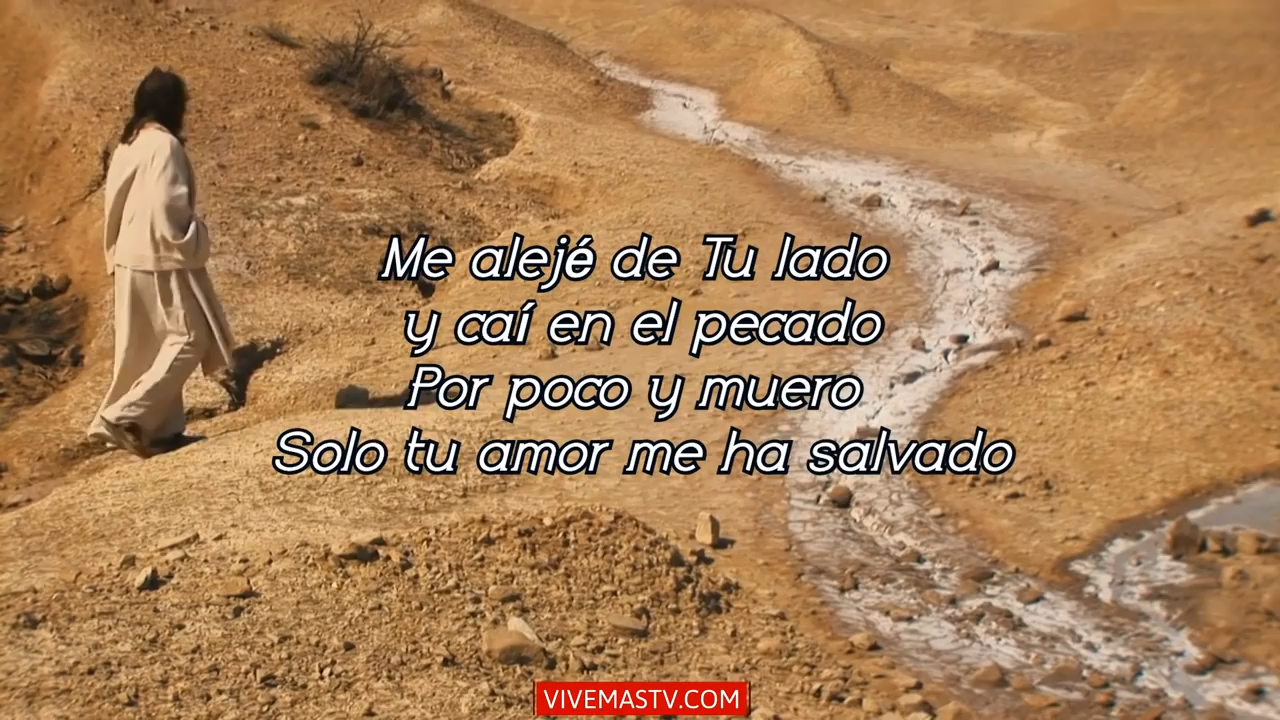 Me alejé de Tu lado
y caí en el pecado
Por poco y muero
Solo tu amor me ha salvado
VIVEMASTV.COM